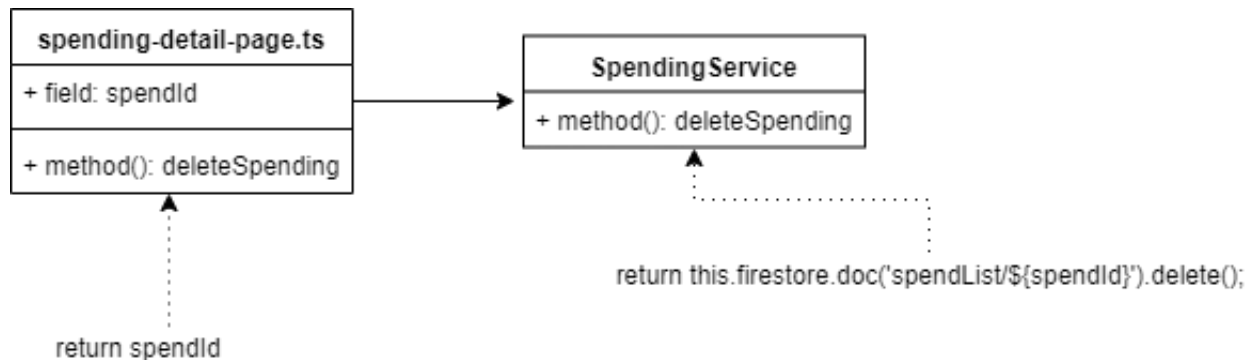 spending-detail-page.ts
+ field: spendId
+ method(): deleteSpending
SpendingService
+ method(): deleteSpending
return this.firestore.doc('spendList/${spendId}').delete();
return spendId